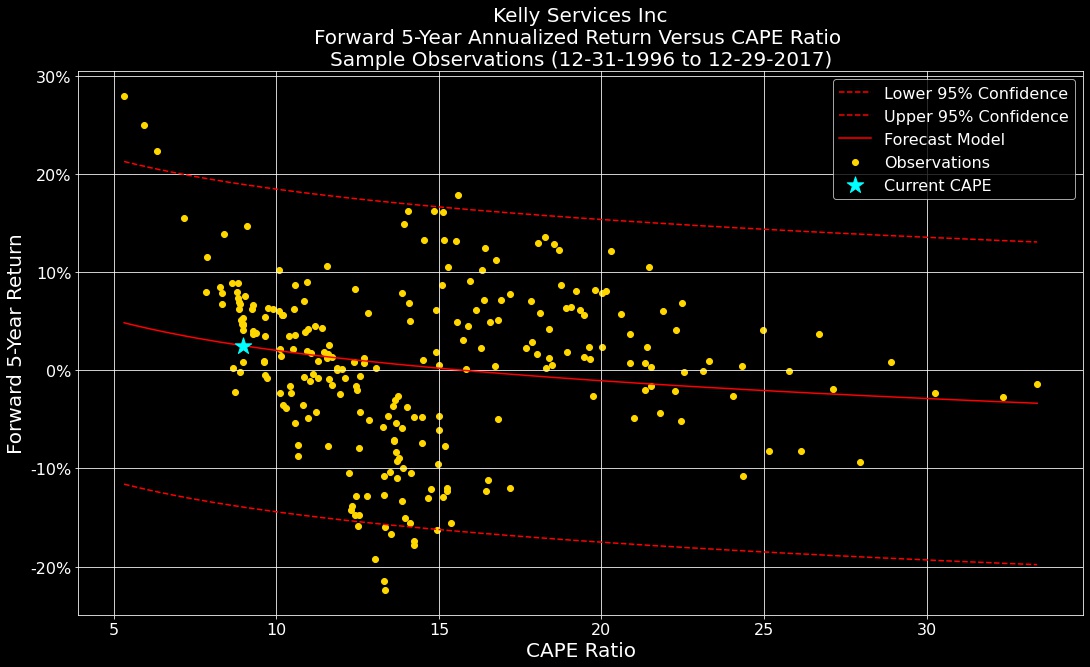 Kelly Services Inc
Forward 5-Year Annualized Return Versus CAPE Ratio
Sample Observations (12-31-1996 to 12-29-2017)
Lower 95% Confidence
Upper 95% Confidence
Forecast Model
Observations
Current CAPE
Forward 5-Year Return
30%
20%
10%
0%
-10%
-20%
5 10 15 20 25 30
CAPE Ratio